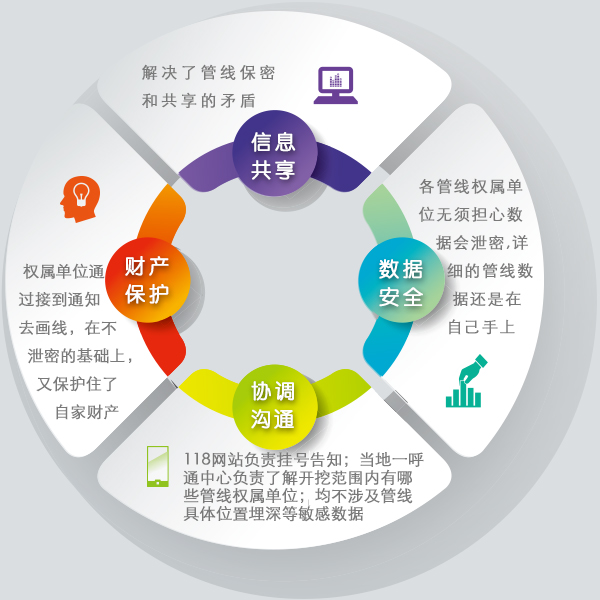 解决了管线保密
和共享的矛盾
信息
共享
各管线权属单
位无须担心数
据会泄密,详
细的管线数
据还是在
自己手上
数据
安全
财产
保护
权属单位通
过接到通知
去画线，在不
泄密的基础上，
又保护住了
自家财产
协调
沟通
118网站负责挂号告知；当地一呼
通中心负责了解开挖范围内有哪
些管线权属单位；均不涉及管线
具体位置埋深等敏感数据